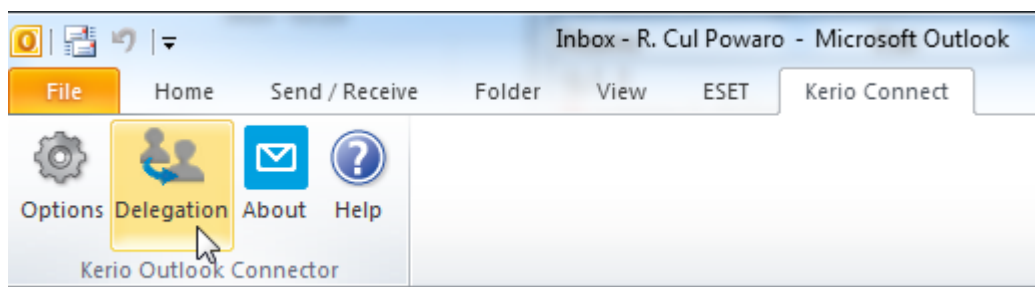 Inbox - R. Cul Powaro - Microsoft Outlook
File Home Send / Receive Folder View ESET Kerio Connect
Options Delegation About Help
Kerio Outlook Connector